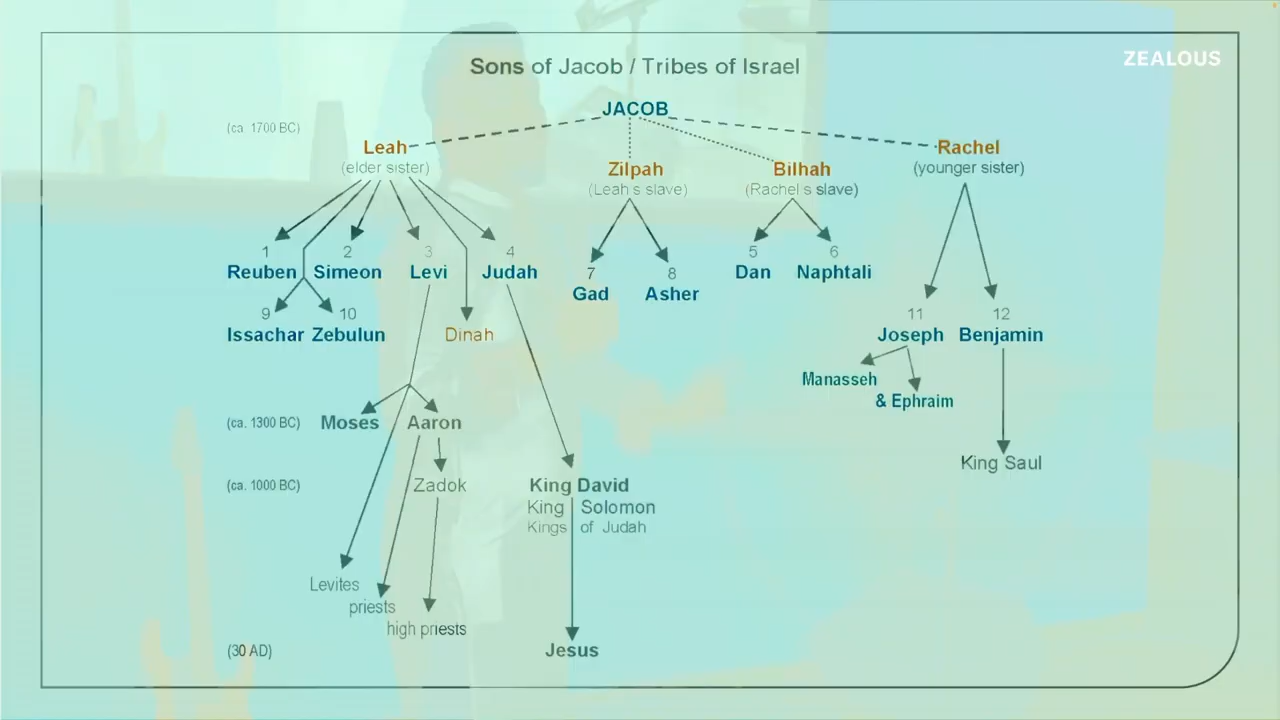 ZEALOUS
Sons of Jacob / Tribes of Israel
JACOB
(ca. 1700 BC)
Leah
(elder sister)
Zilpah
(Leah s slave)
Bilhah
(Rachel s slave)
Rachel
(younger sister)
1
Reuben
2
Simeon
3
Levi
4
Judah
7
Gad
8
Asher
5
Dan
6
Naphtali
9
Issachar
10
Zebulun
Dinah
11
Joseph
12
Benjamin
Manasseh
& Ephraim
(ca. 1300 BC)
Moses
Aaron
King Saul
(ca. 1000 BC)
Zadok
King David
King Solomon
Kings of Judah
Levites
priests
high priests
(30 AD)
Jesus